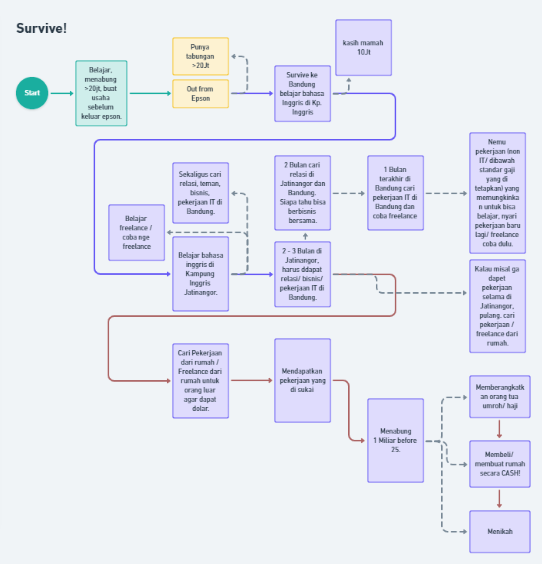 Survive!
Start
Belajar,
menabung
>20jt, buat
usaha
sebelum
keluar epson.
Punya
tabungan
>20Jt
Out from
Epson
Survive ke
Bandung
belajar bahasa
Inggris di Kp.
Inggris
kasih mamah
10Jt
Sekaligus cari
relasi, teman,
bisnis,
pekerjaan IT di
Bandung.
Belajar
freelance /
coba nge
freelance
Belajar bahasa
inggris di
Kampung
Inggris
Jatinangor.
2 Bulan cari
relasi di
Jatinangor dan
Bandung.
Siapa tahu bisa
berbisnis
bersama.
2 - 3 Bulan di
Jatinangor,
harus ddapat
relasi/ bisnis/
pekerjaan IT di
Bandung.
1 Bulan
terakhir di
Bandung cari
pekerjaan IT di
Bandung dan
coba freelance
Nemu
pekerjaan (non
IT/ dibawah
standar gaji
yang di
tetapkan) yang
memungkinka
n untuk bisa
belajar, nyari
pekerjaan baru
lagi/ freelance
coba dulu.
Kalau misal ga
dapet
pekerjaan
selama di
Jatinangor,
pulang. cari
pekerjaan /
freelance dari
rumah.
Cari Pekerjaan
dari rumah /
Freelance dari
rumah untuk
orang luar
agar dapat
dolar.
Mendapatkan
pekerjaan yang
di sukai
Menabung
1 Miliar before
25.
Memberangkatk
an orang tua
umroh/ haji
Membeli/
membuat rumah
secara CASH!
Menikah